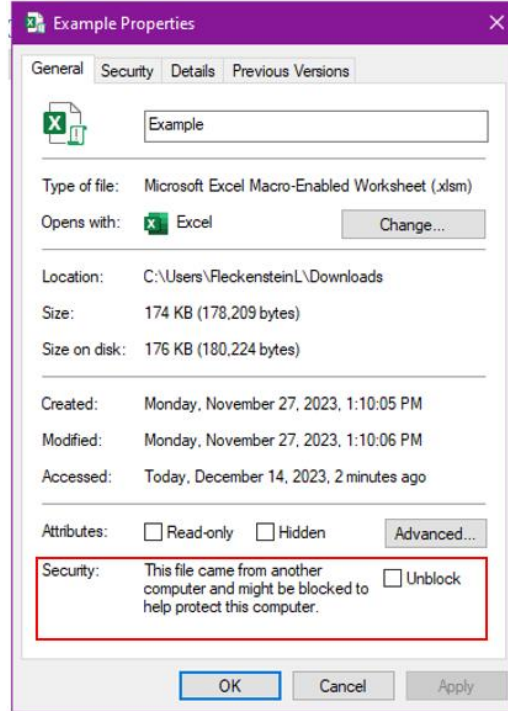 Example Properties
General Security Details Previous Versions
Example
Type of file: Microsoft Excel Macro-Enabled Worksheet (.xlsm)
Opens with: Excel Change...
Location: C:\Users\FleckensteinL\Downloads
Size: 174 KB (178,209 bytes)
Size on disk: 176 KB (180,224 bytes)
Created: Monday, November 27, 2023, 1:10:05 PM
Modified: Monday, November 27, 2023, 1:10:06 PM
Accessed: Today, December 14, 2023, 2 minutes ago
Attributes: Read-only Hidden Advanced...
Security: This file came from another
computer and might be blocked to Unblock
help protect this computer.
OK Cancel Apply